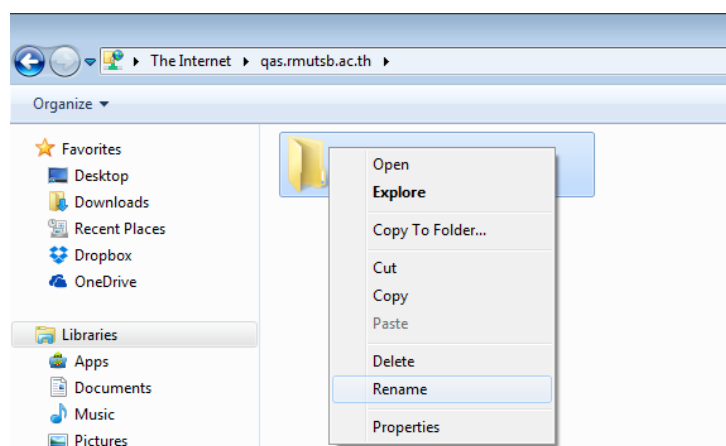 The Internet qas.rmutsb.ac.th
Organize
Favorites
Desktop
Downloads
Recent Places
Dropbox
OneDrive
Libraries
Apps
Documents
Music
Pictures
Open
Explore
Copy To Folder...
Cut
Copy
Paste
Delete
Rename
Properties